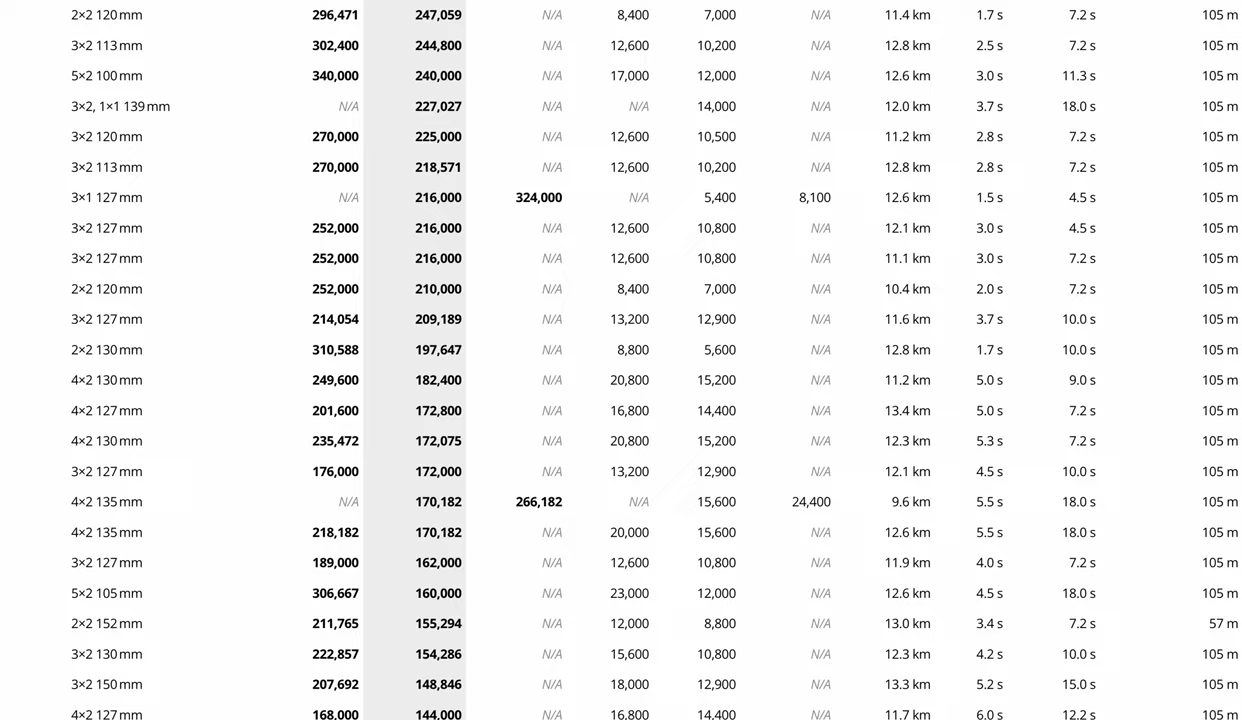 2×2 120 mm 296,471 247,059 N/A 8,400 7,000 N/A 11.4 km 1.7 s 7.2 s 105 m
3×2 113 mm 302,400 244,800 N/A 12,600 10,200 N/A 12.8 km 2.5 s 7.2 s 105 m
5×2 100 mm 340,000 240,000 N/A 17,000 12,000 N/A 12.6 km 3.0 s 11.3 s 105 m
3×2, 1×1 139 mm N/A 227,027 N/A N/A 14,000 N/A 12.0 km 3.7 s 18.0 s 105 m
3×2 120 mm 270,000 225,000 N/A 12,600 10,500 N/A 11.2 km 2.8 s 7.2 s 105 m
3×2 113 mm 270,000 218,571 N/A 12,600 10,200 N/A 12.8 km 2.8 s 7.2 s 105 m
3×1 127 mm N/A 216,000 324,000 N/A 5,400 8,100 12.6 km 1.5 s 4.5 s 105 m
3×2 127 mm 252,000 216,000 N/A 12,600 10,800 N/A 12.1 km 3.0 s 4.5 s 105 m
3×2 127 mm 252,000 216,000 N/A 12,600 10,800 N/A 11.1 km 3.0 s 7.2 s 105 m
2×2 120 mm 252,000 210,000 N/A 8,400 7,000 N/A 10.4 km 2.0 s 7.2 s 105 m
3×2 127 mm 214,054 209,189 N/A 13,200 12,900 N/A 11.6 km 3.7 s 10.0 s 105 m
2×2 130 mm 310,588 197,647 N/A 8,800 5,600 N/A 12.8 km 1.7 s 10.0 s 105 m
4×2 130 mm 249,600 182,400 N/A 20,800 15,200 N/A 11.2 km 5.0 s 9.0 s 105 m
4×2 127 mm 201,600 172,800 N/A 16,800 14,400 N/A 13.4 km 5.0 s 7.2 s 105 m
4×2 130 mm 235,472 172,075 N/A 20,800 15,200 N/A 12.3 km 5.3 s 7.2 s 105 m
3×2 127 mm 176,000 172,000 N/A 13,200 12,900 N/A 12.1 km 4.5 s 10.0 s 105 m
4×2 135 mm N/A 170,182 266,182 N/A 15,600 24,400 9.6 km 5.5 s 18.0 s 105 m
4×2 135 mm 218,182 170,182 N/A 20,000 15,600 N/A 12.6 km 5.5 s 18.0 s 105 m
3×2 127 mm 189,000 162,000 N/A 12,600 10,800 N/A 11.9 km 4.0 s 7.2 s 105 m
5×2 105 mm 306,667 160,000 N/A 23,000 12,000 N/A 12.6 km 4.5 s 18.0 s 105 m
2×2 152 mm 211,765 155,294 N/A 12,000 8,800 N/A 13.0 km 3.4 s 7.2 s 57 m
3×2 130 mm 222,857 154,286 N/A 15,600 10,800 N/A 12.3 km 4.2 s 10.0 s 105 m
3×2 150 mm 207,692 148,846 N/A 18,000 12,900 N/A 13.3 km 5.2 s 15.0 s 105 m
4×2 127 mm 168,000 144,000 N/A 16,800 14,400 N/A 11.7 km 6.0 s 12.2 s 105 m